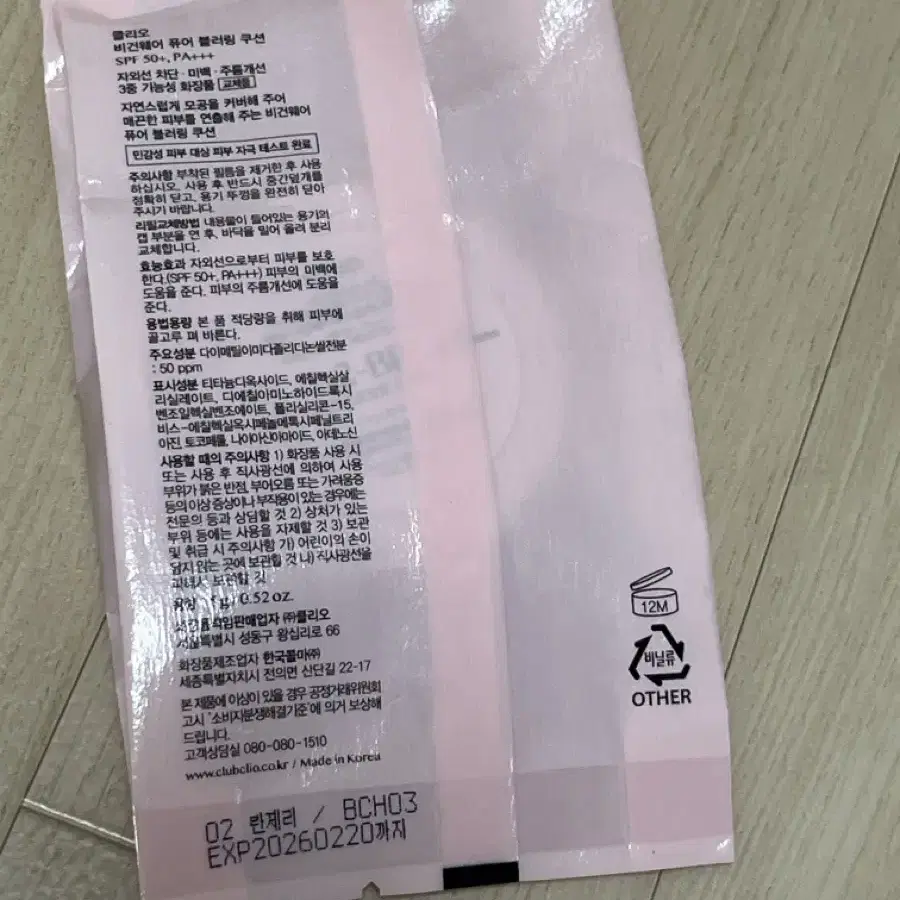 클리오
비건웨어 퓨어 블러링 쿠션
SPF 50+, PA+++
자외선 차단 · 미백 · 주름개선
3중 기능성 화장품 교체품
자연스럽게 모공을 커버해 주어
매끈한 피부를 연출해 주는 비건웨어
퓨어 블러링 쿠션
민감성 피부 대상 피부 자극 테스트 완료
주의사항 부착된 필름을 제거한 후 사용
하십시오. 사용 후 반드시 중간덮개를
정확히 닫고, 용기 뚜껑을 완전히 닫아
주시기 바랍니다.
리필교체방법 내용물이 들어있는 용기의
캡 부분을 연 후, 바닥을 밀어 올려 분리
교체합니다.
효능효과 자외선으로부터 피부를 보호
한다.(SPF 50+, PA+++) 피부의 미백에
도움을 준다. 피부의 주름개선에 도움을
준다.
용법용량 본 품 적당량을 취해 피부에
골고루 펴 바른다.
주요성분 다이메틸이미다졸리디논쌀전분
: 50 ppm
표시성분 티타늄디옥사이드, 에칠헥실살
리실레이트, 디에칠아미노하이드록시
벤조일헥실벤조에이트, 폴리실리콘-15,
비스-에칠헥실옥시페놀메톡시페닐트리
아진, 토코페롤, 나이아신아마이드, 아데노신
사용할 때의 주의사항 1) 화장품 사용 시
또는 사용 후 직사광선에 의하여 사용
부위가 붉은 반점, 부어오름 또는 가려움증
등의 이상 증상이나 부작용이 있는 경우에는
전문의 등과 상담할 것 2) 상처가 있는
부위 등에는 사용을 자제할 것 3) 보관
및 취급 시 주의사항 가) 어린이의 손이
닿지 않는 곳에 보관할 것 나) 직사광선을
피해서 보관할 것
0.52 oz.
㈜클리오
서울특별시 성동구 왕십리로 66
화장품제조업자 한국콜마㈜
세종특별자치시 전의면 산단길 22-17
본 제품에 이상이 있을 경우 공정거래위원회
고시 '소비자분쟁해결기준'에 의거 보상해
드립니다.
고객상담실 080-080-1510
www.clubclio.co.kr / Made in Korea
12M
비닐류
OTHER
02 란제리 / BCH03
EXP20260220까지